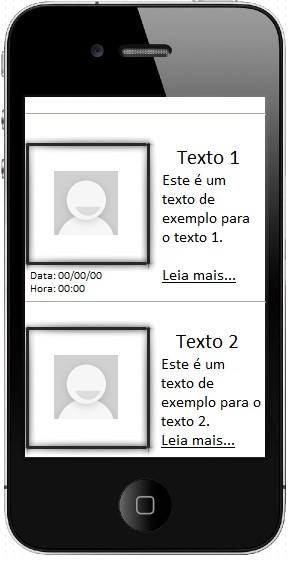 Texto 1
Este é um
texto de
exemplo para
o texto 1.
Data: 00/00/00
Hora: 00:00
Leia mais...
Texto 2
Este é um
texto de
exemplo para o
texto 2.
Leia mais...